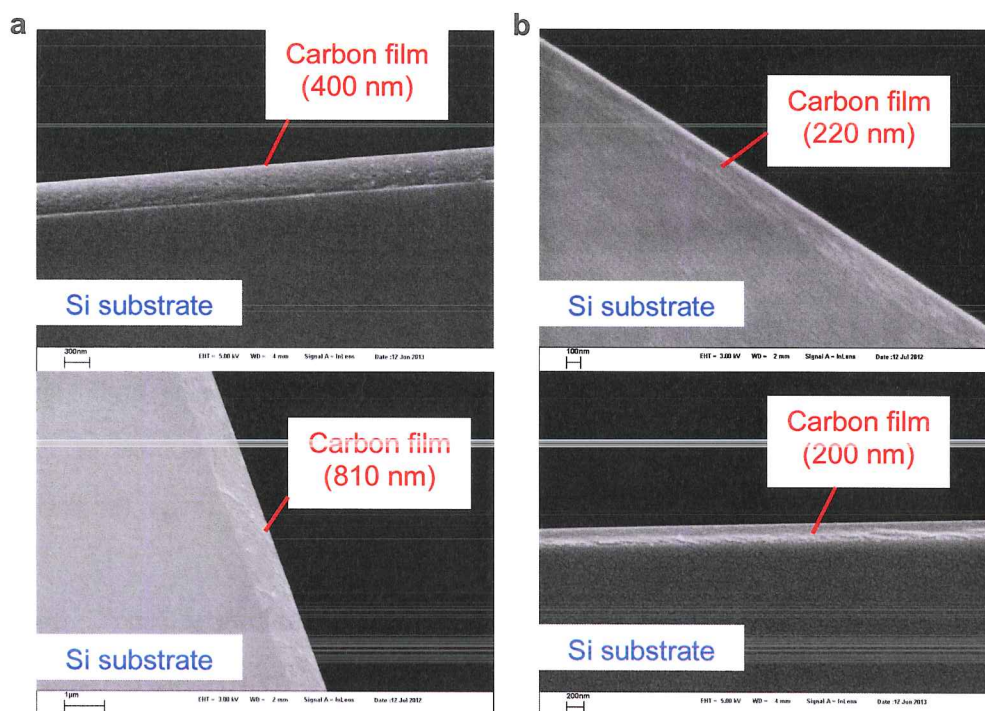 a
Carbon film
(400 nm)
Si substrate
300nm
EHT = 5.00 kV WD = 4 mm Signal A = InLens Date :12 Jun 2013
Carbon film
(810 nm)
Si substrate
1µm
EHT = 3.00 kV WD = 2 mm Signal A = InLens Date :12 Jul 2012
b
Carbon film
(220 nm)
Si substrate
100nm
EHT = 3.00 kV WD = 2 mm Signal A = InLens Date :12 Jul 2012
Carbon film
(200 nm)
Si substrate
200nm
EHT = 5.00 kV WD = 4 mm Signal A = InLens Date :12 Jun 2013